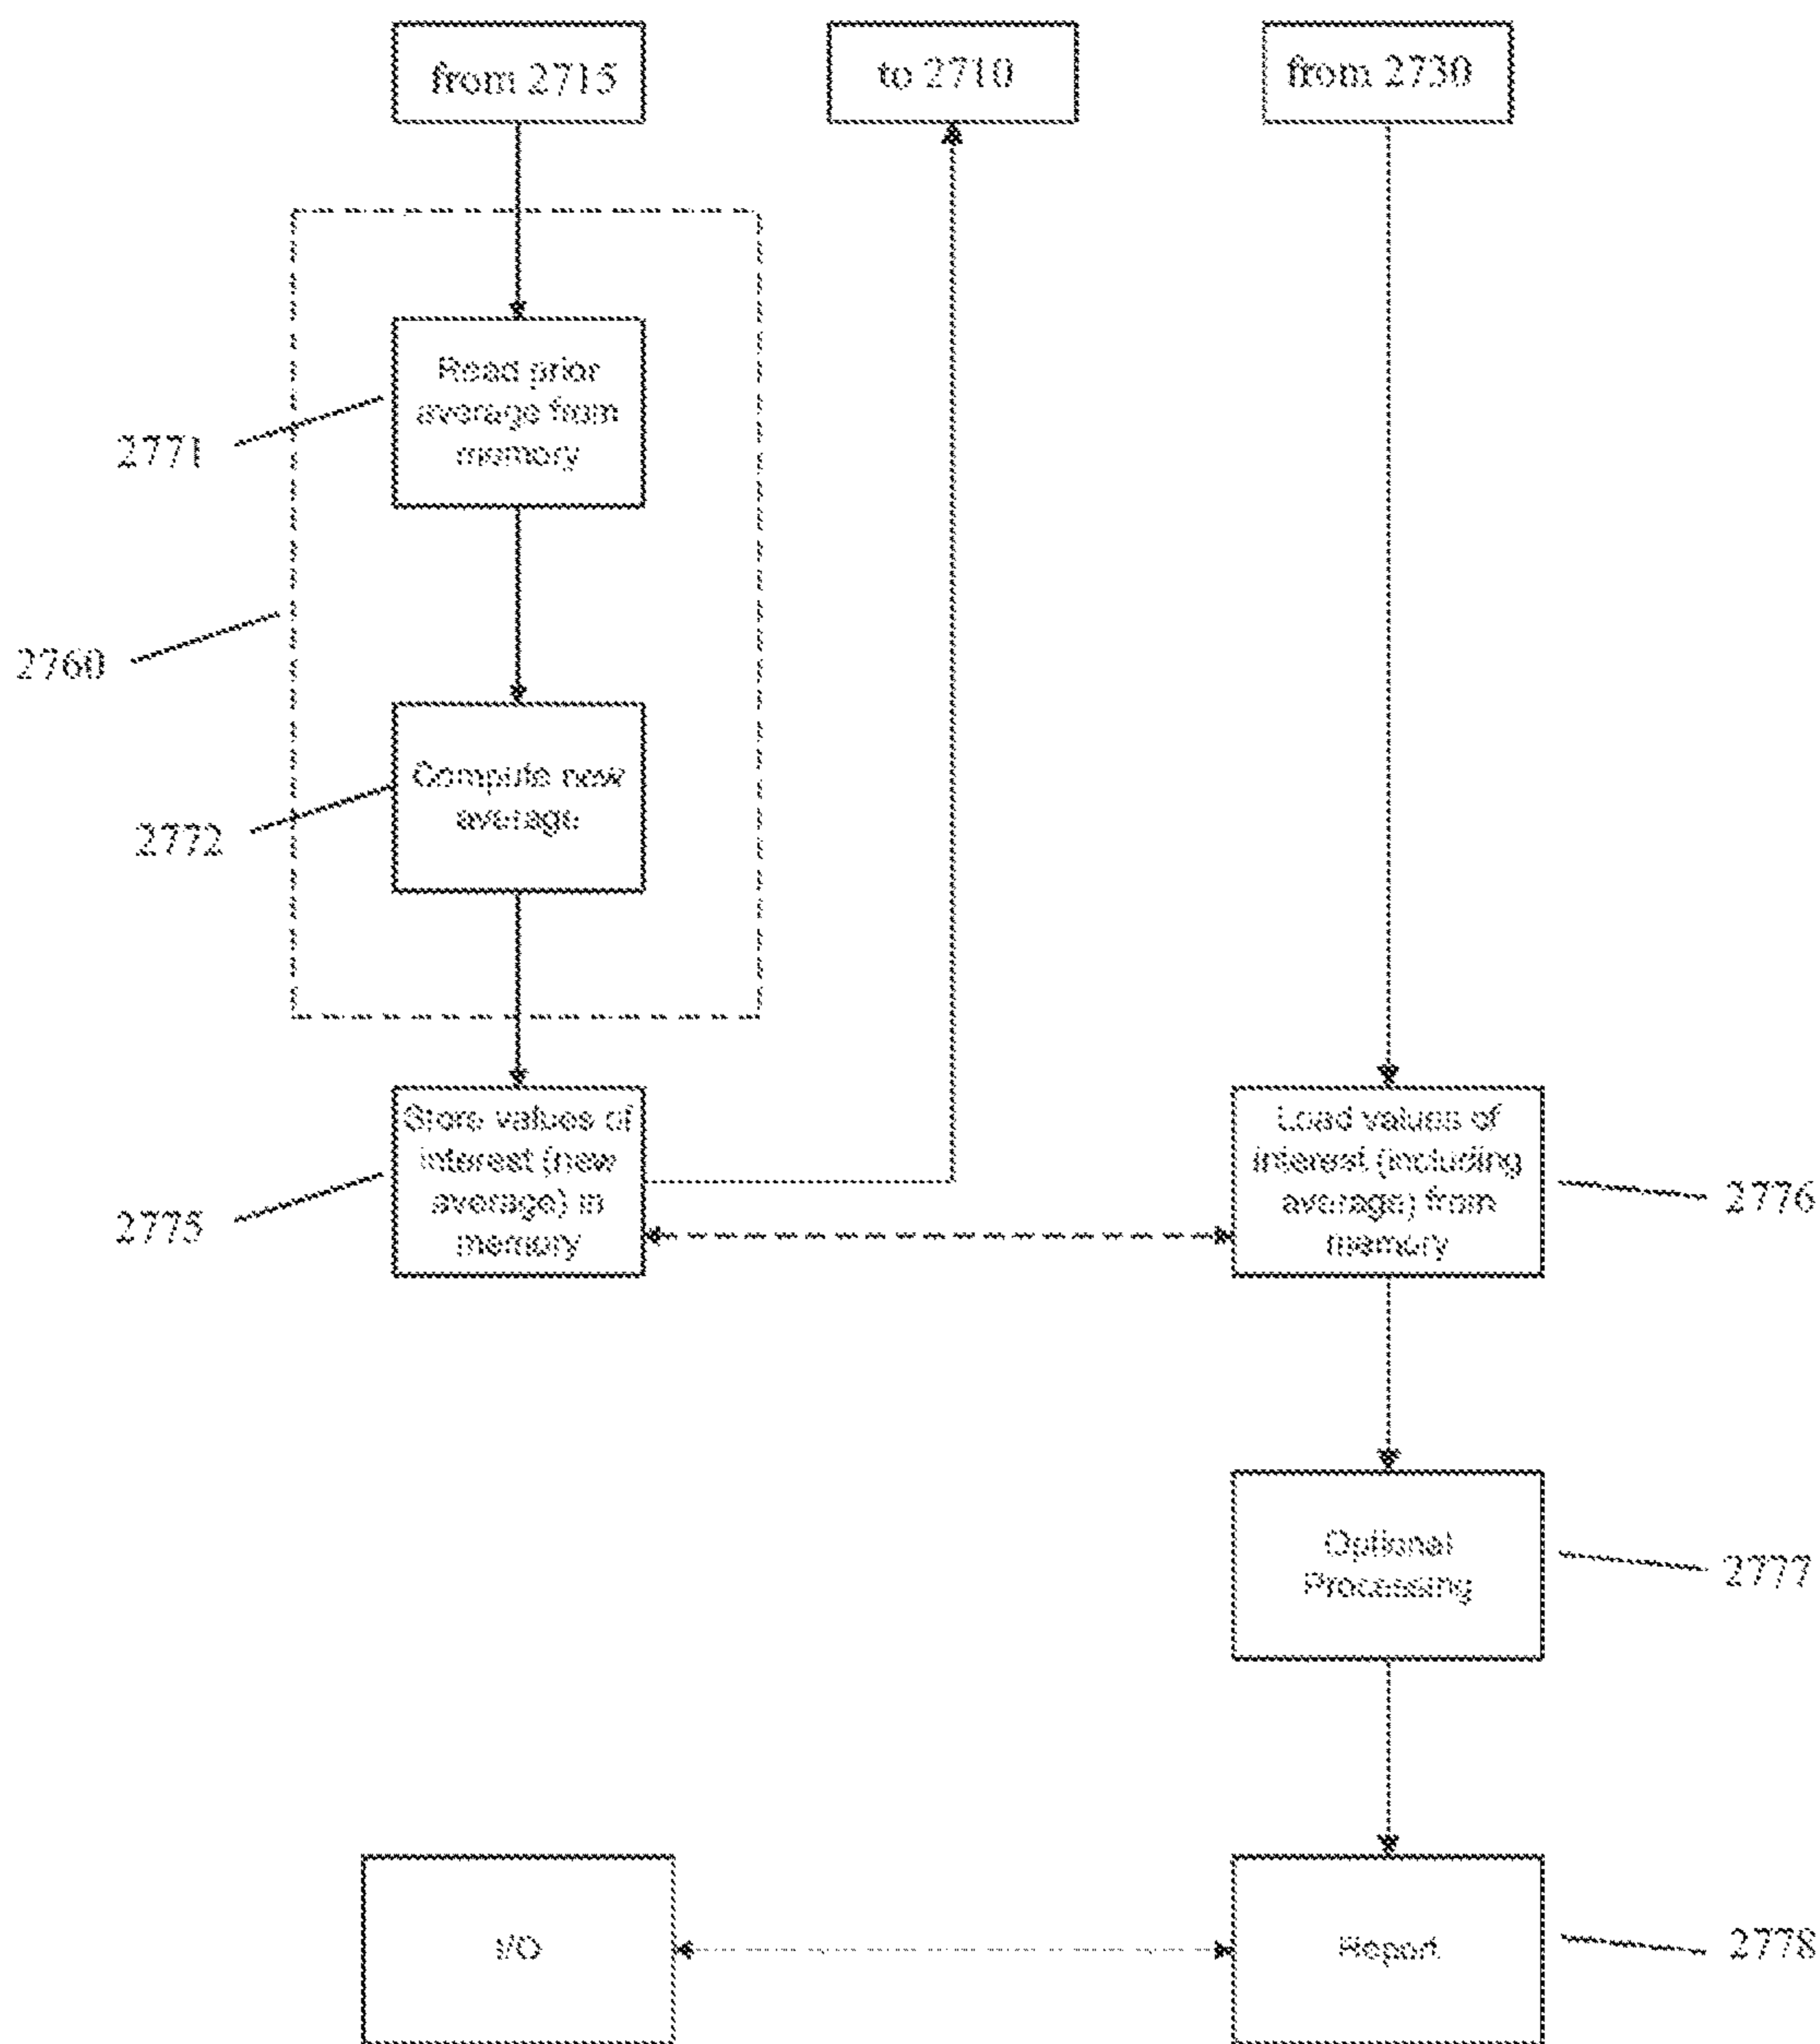 from 2715
to 2710
from 2730
Read prior
average from
memory
2771
2760
Compute new
average
2772
Store values of
interest (new
average) in
memory
2775
Load values of
interest (including
average) from
memory
2776
Optional
Processing
2777
I/O
Report
2778